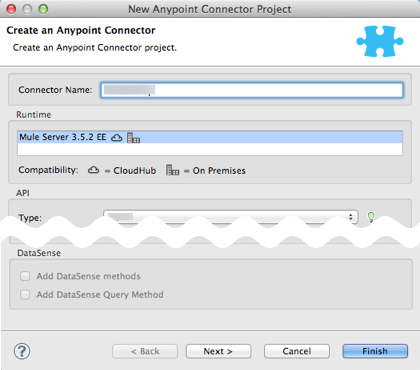 New Anypoint Connector Project
Create an Anypoint Connector
Create an Anypoint Connector project.
Connector Name:
Runtime
Mule Server 3.5.2 EE
Compatibility: = CloudHub = On Premises
API
Type:
DataSense
Add DataSense methods
Add DataSense Query Method
? < Back Next > Cancel Finish